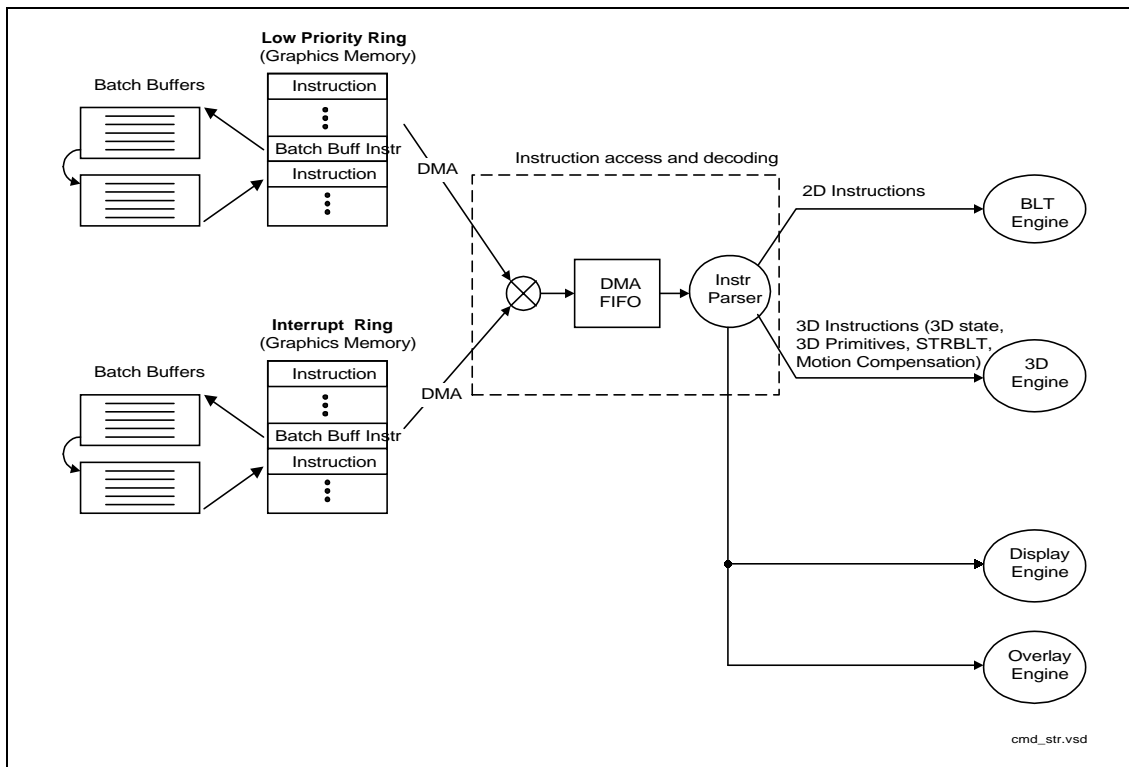 Low Priority Ring
(Graphics Memory)
Batch Buffers
Instruction
Batch Buff Instr
Instruction
DMA
Instruction access and decoding
2D Instructions
BLT
Engine
DMA
FIFO
Instr
Parser
3D Instructions (3D state,
3D Primitives, STRBLT,
Motion Compensation)
3D
Engine
Interrupt Ring
(Graphics Memory)
Batch Buffers
Instruction
DMA
Batch Buff Instr
Instruction
Display
Engine
Overlay
Engine
cmd_str.vsd